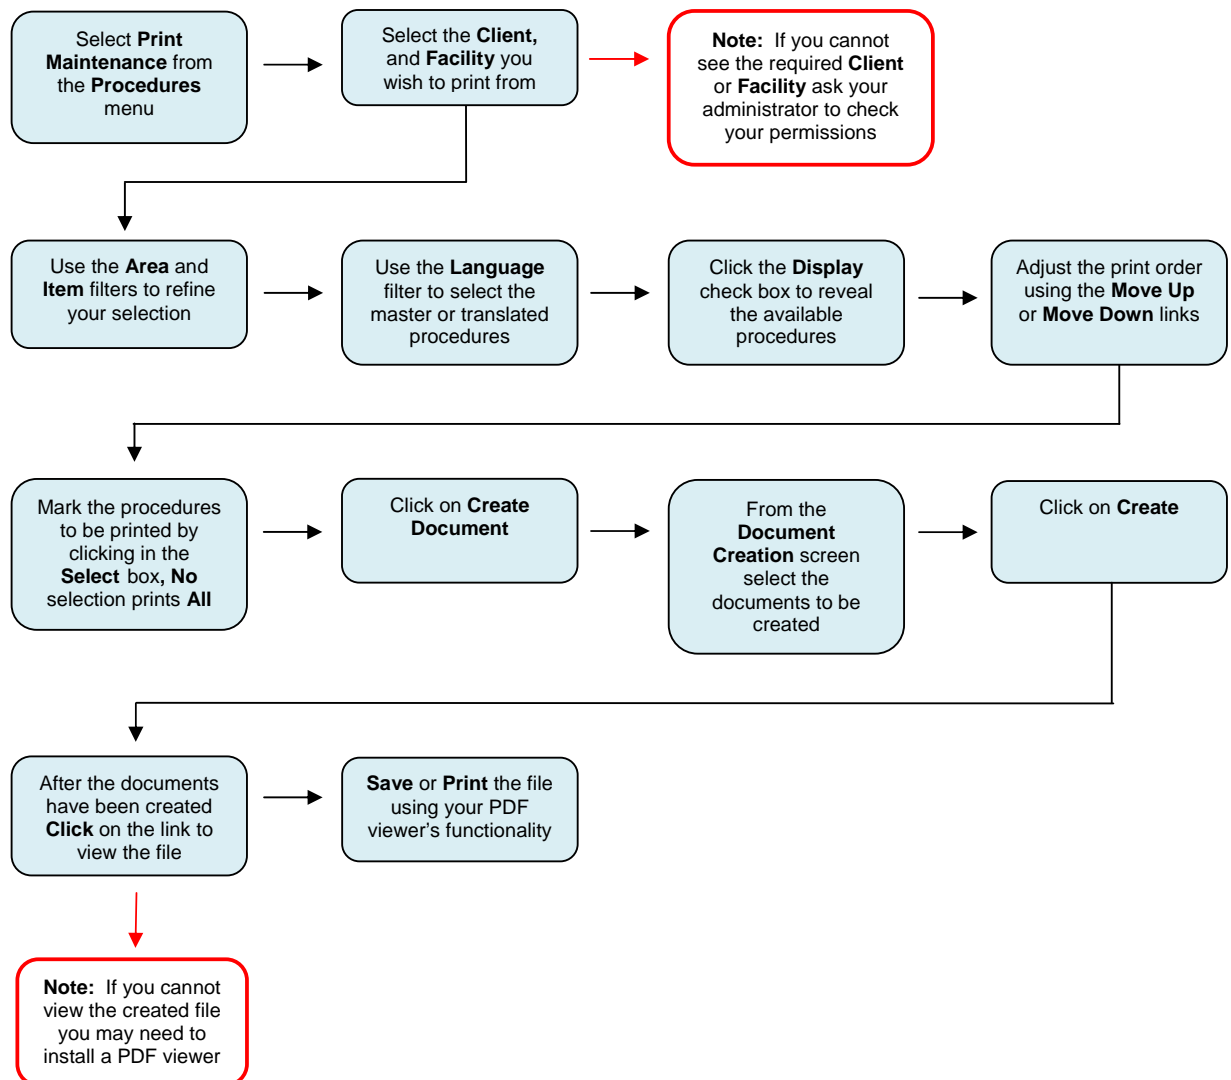 Select Print
Maintenance from
the Procedures
menu
Select the Client,
and Facility you
wish to print from
Note: If you cannot
see the required Client
or Facility ask your
administrator to check
your permissions
Use the Area and
Item filters to refine
your selection
Use the Language
filter to select the
master or translated
procedures
Click the Display
check box to reveal
the available
procedures
Adjust the print order
using the Move Up
or Move Down links
Mark the procedures
to be printed by
clicking in the
Select box, No
selection prints All
Click on Create
Document
From the
Document
Creation screen
select the
documents to be
created
Click on Create
After the documents
have been created
Click on the link to
view the file
Save or Print the file
using your PDF
viewer's functionality
Note: If you cannot
view the created file
you may need to
install a PDF viewer